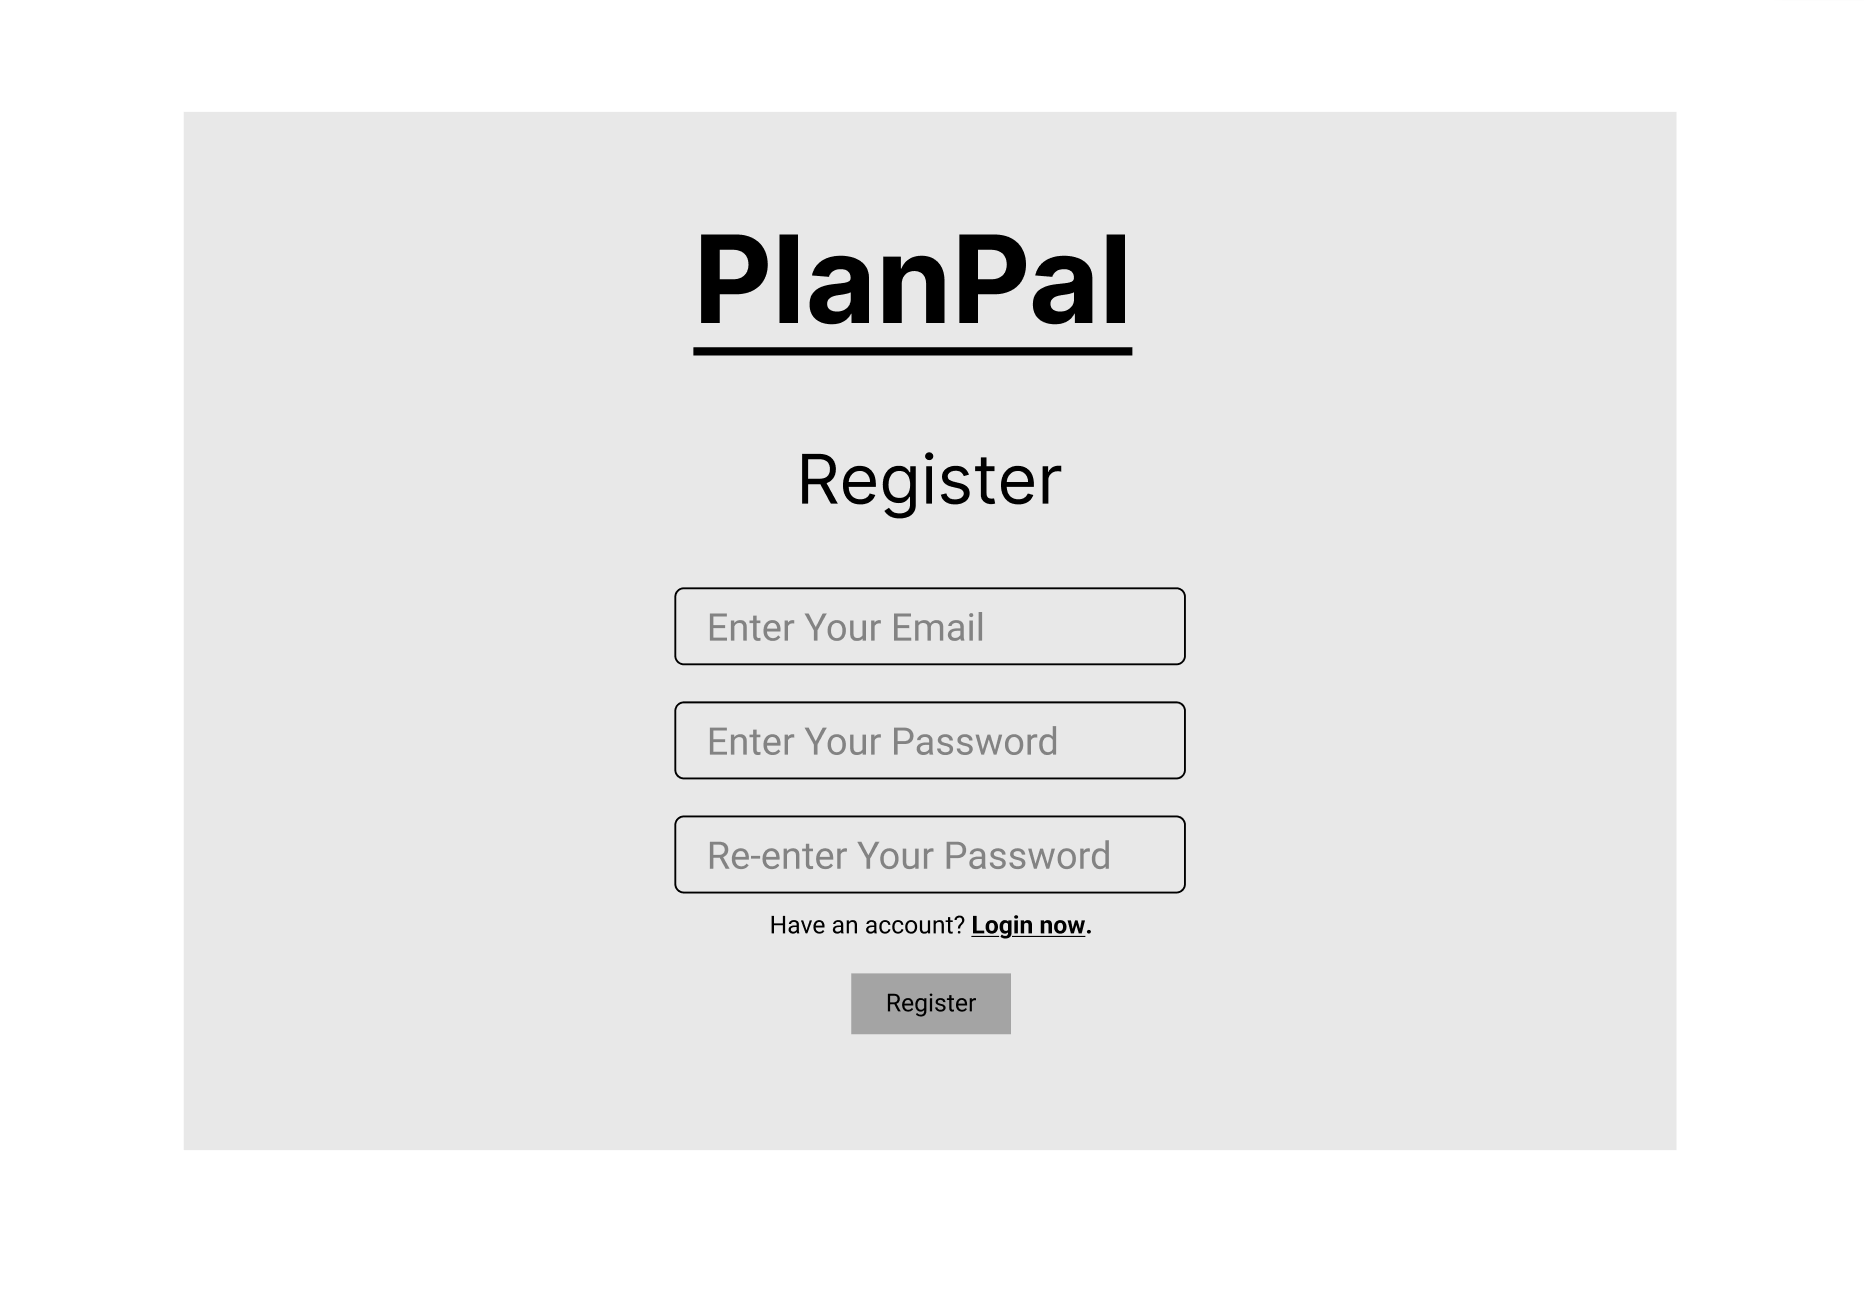 PlanPal
Register
Enter Your Email
Enter Your Password
Re-enter Your Password
Have an account? Login now.
Register